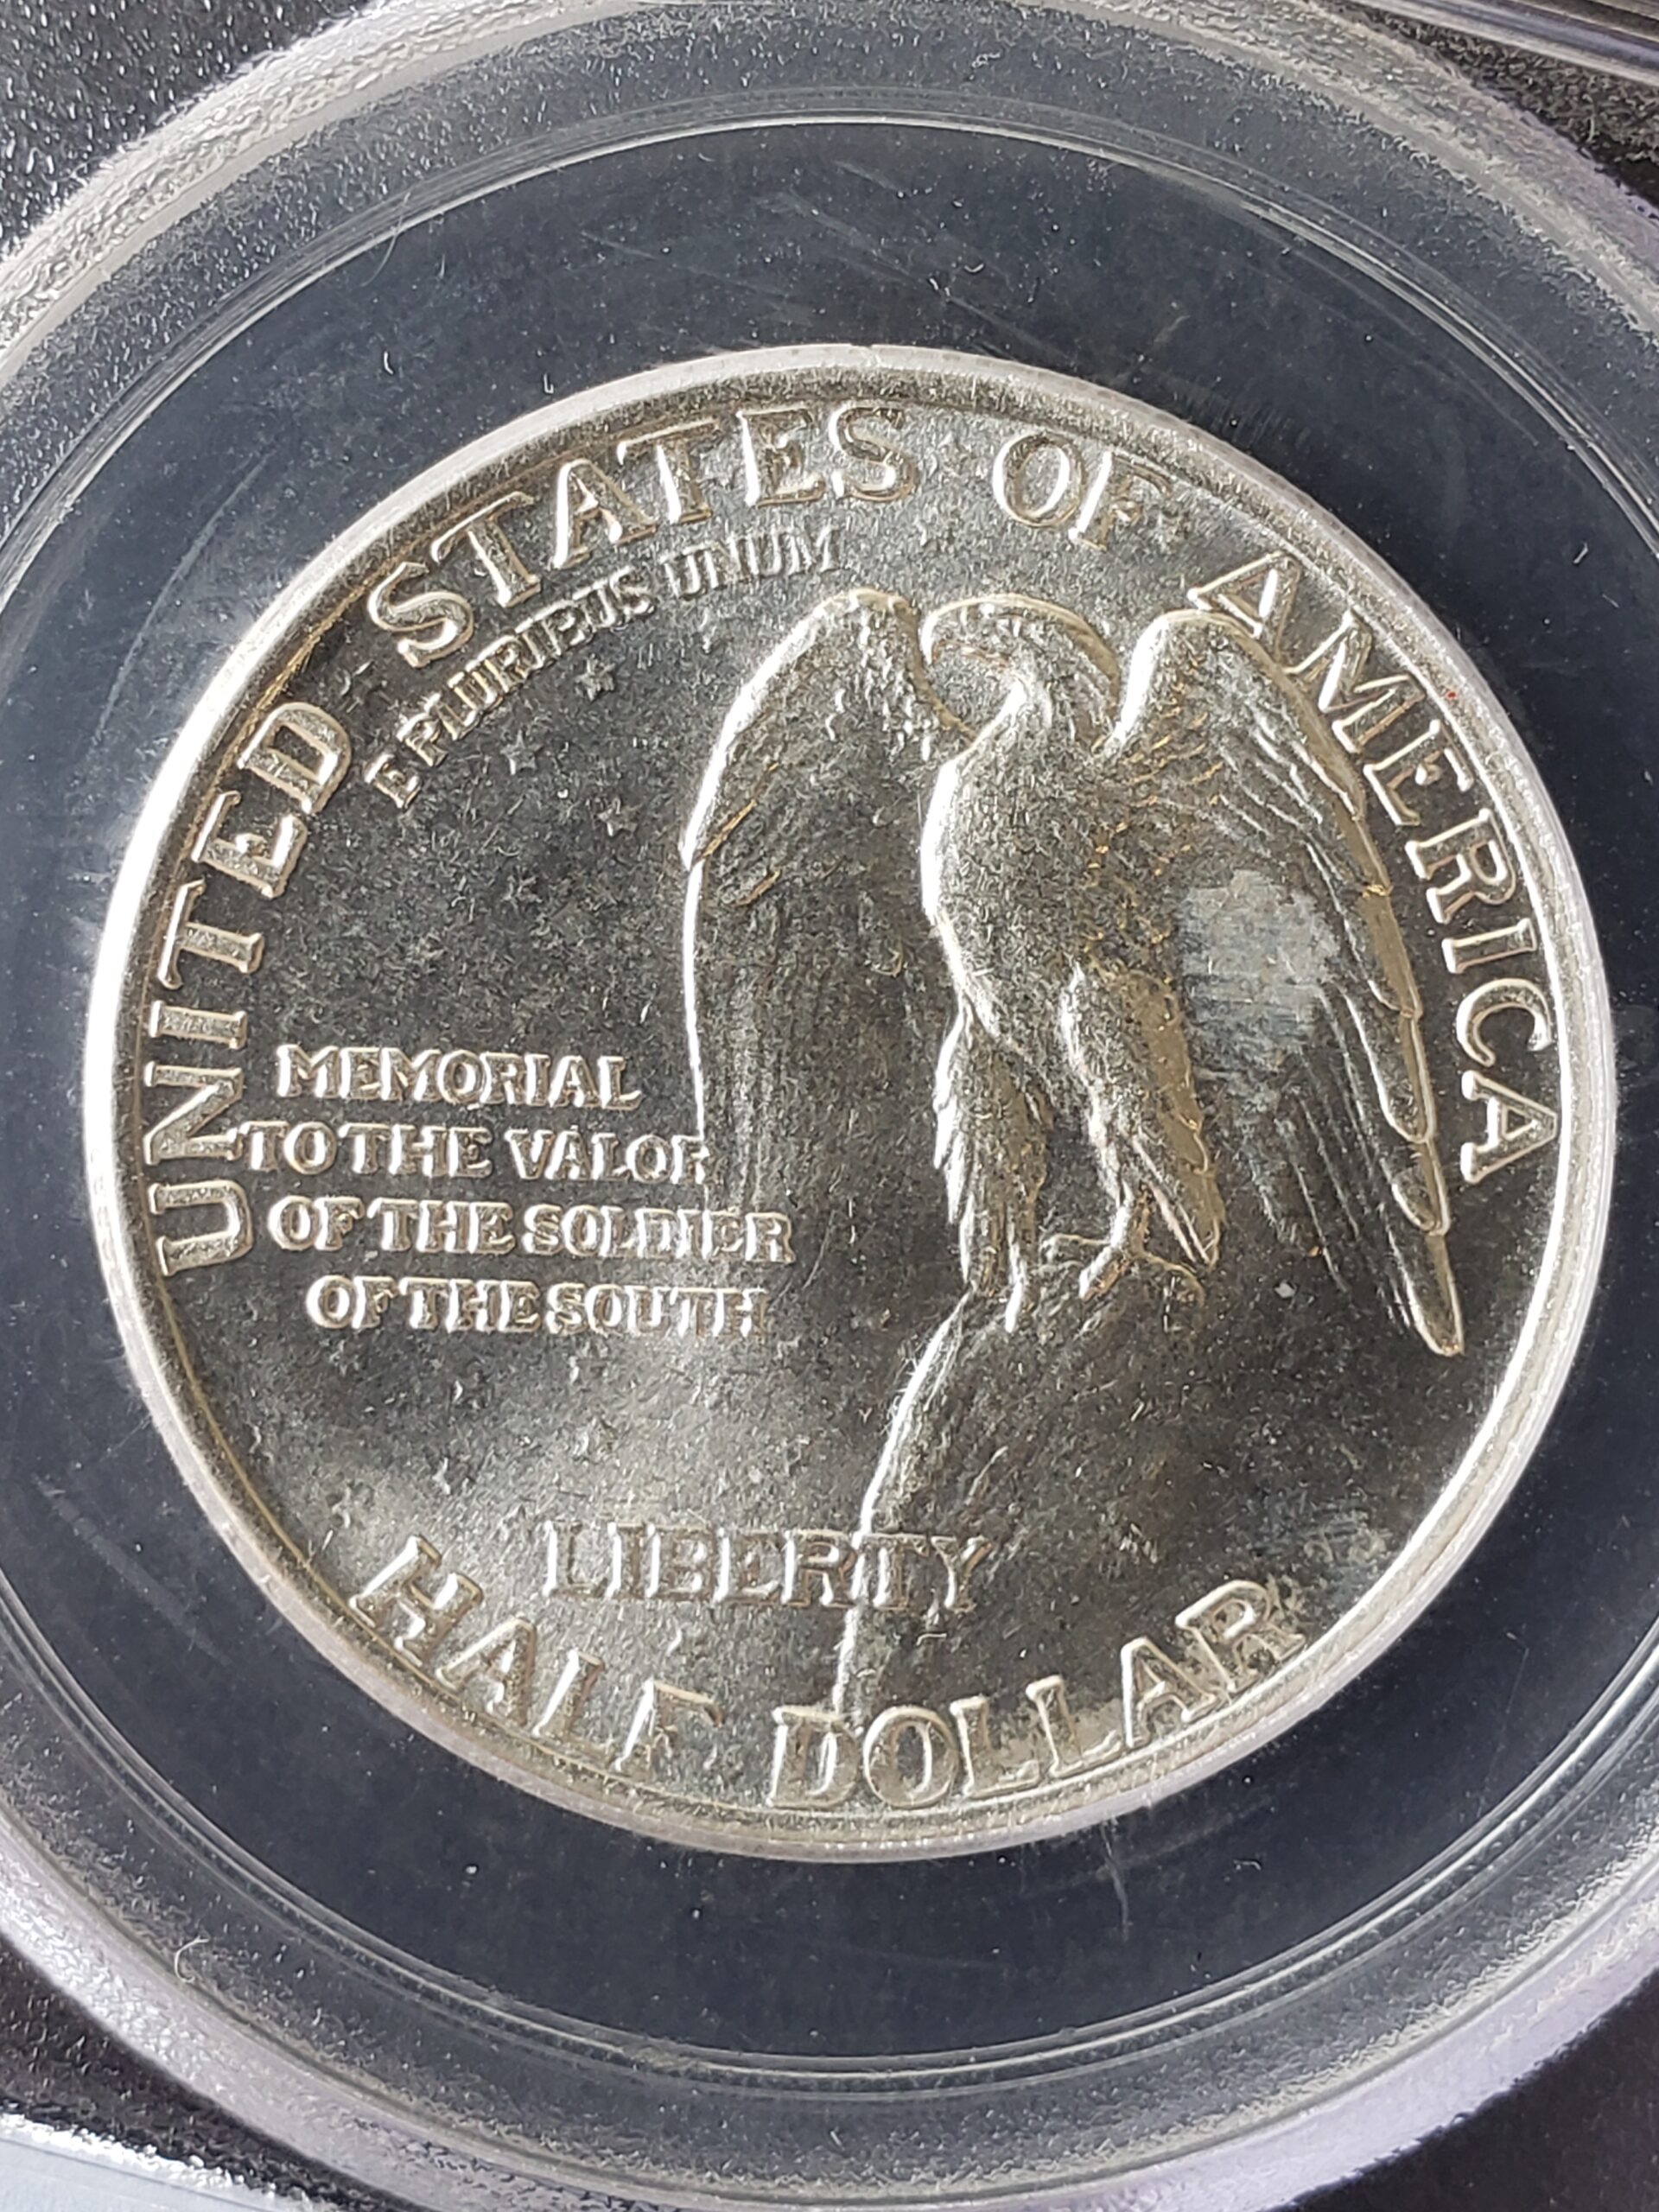 UNITED STATES OF AMERICA
E PLURIBUS UNUM
MEMORIAL
TO THE VALOR
OF THE SOLDIER
OF THE SOUTH
LIBERTY
HALF DOLLAR